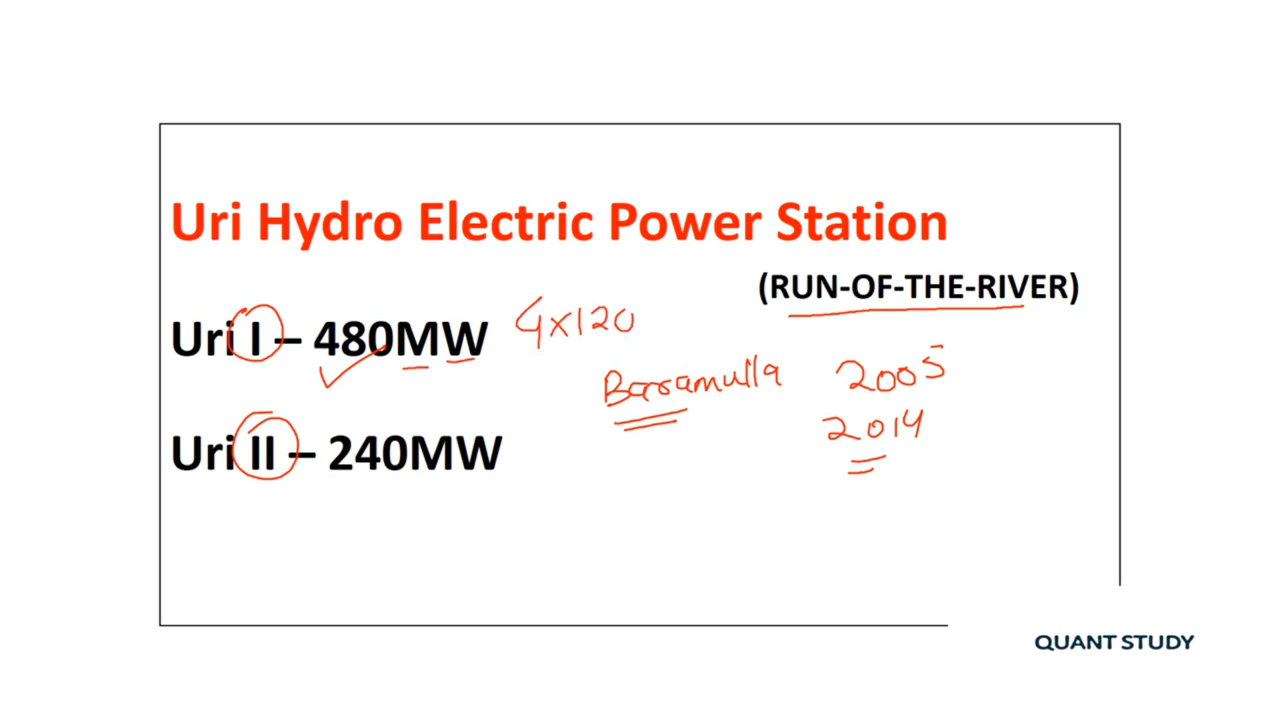 Uri Hydro Electric Power Station
(RUN-OF-THE-RIVER)
Uri I – 480MW 4x120
Barramulla 2005
2014
Uri II – 240MW
QUANT STUDY